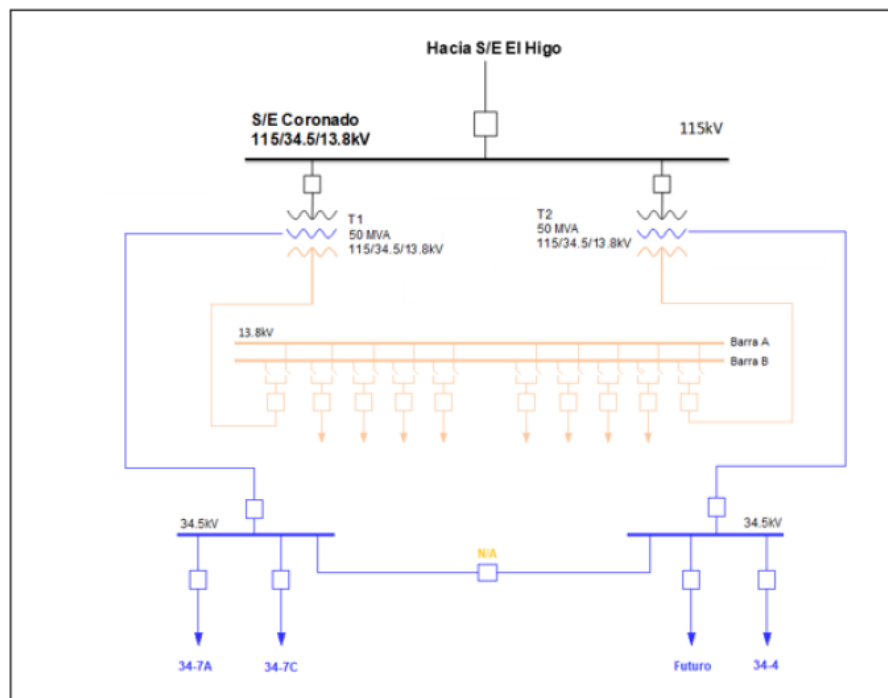 Hacia S/E El Higo
S/E Coronado
115/34.5/13.8kV
115kV
T1
50 MVA
115/34.5/13.8kV
T2
50 MVA
115/34.5/13.8kV
13.8kV
Barra A
Barra B
34.5kV
34.5kV
N/A
34-7A
34-7C
Futuro
34-4